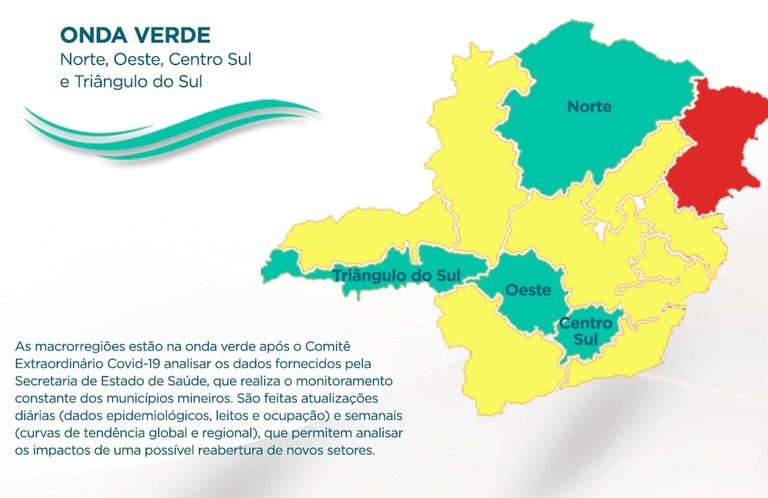 ONDA VERDE
Norte, Oeste, Centro Sul
e Triângulo do Sul
Norte
Triângulo do Sul
Oeste
Centro
Sul
As macrorregiões estão na onda verde após o Comitê
Extraordinário Covid-19 analisar os dados fornecidos pela
Secretaria de Estado de Saúde, que realiza o monitoramento
constante dos municípios mineiros. São feitas atualizações
diárias (dados epidemiológicos, leitos e ocupação) e semanais
(curvas de tendência global e regional), que permitem analisar
os impactos de uma possível reabertura de novos setores.